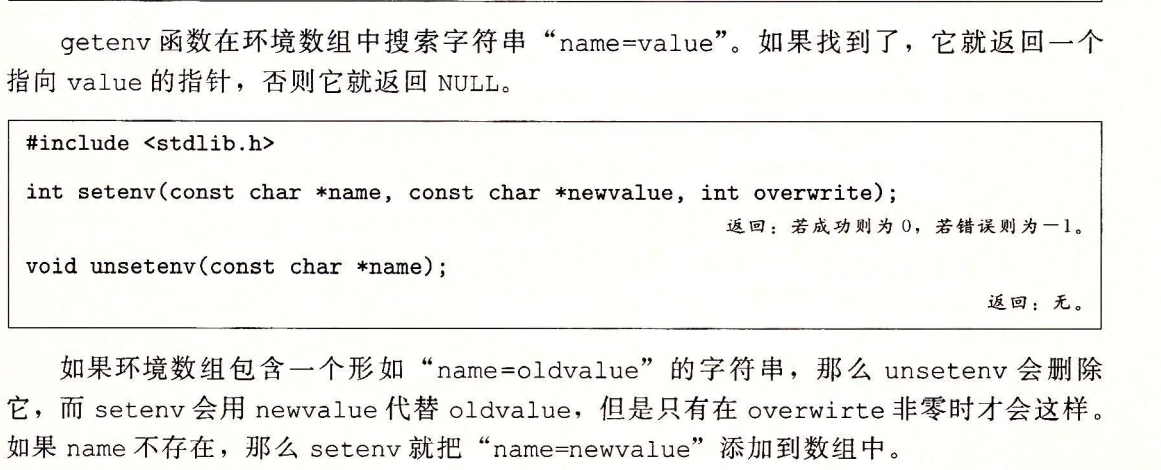 getenv 函数在环境数组中搜索字符串“name=value”。如果找到了，它就返回一个
指向 value 的指针，否则它就返回 NULL。
#include <stdlib.h>
int setenv(const char *name, const char *newvalue, int overwrite);
返回：若成功则为 0，若错误则为－1。
void unsetenv(const char *name);
返回：无。
如果环境数组包含一个形如“name=oldvalue”的字符串，那么 unsetenv 会删除
它，而 setenv 会用 newvalue 代替 oldvalue，但是只有在 overwirte 非零时才会这样。
如果 name 不存在，那么 setenv 就把“name=newvalue”添加到数组中。